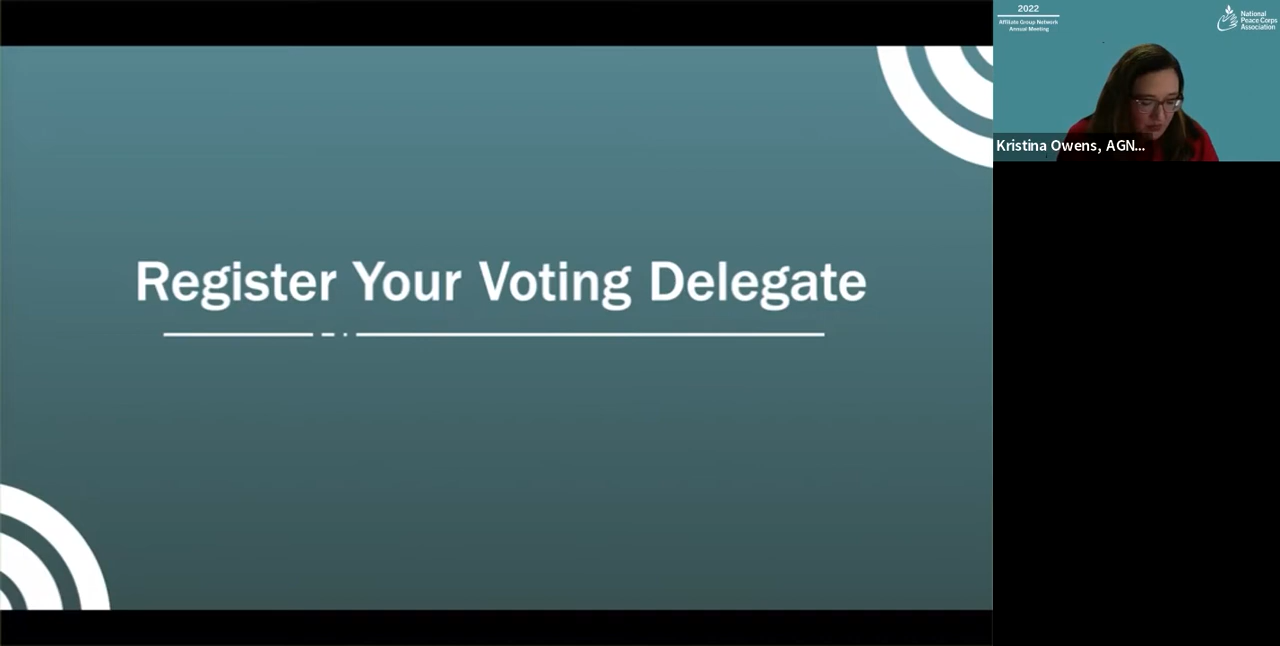 Register Your Voting Delegate
2022
Affiliate Group Network
Annual Meeting
National
Peace Corps
Association
Kristina Owens, AGN...